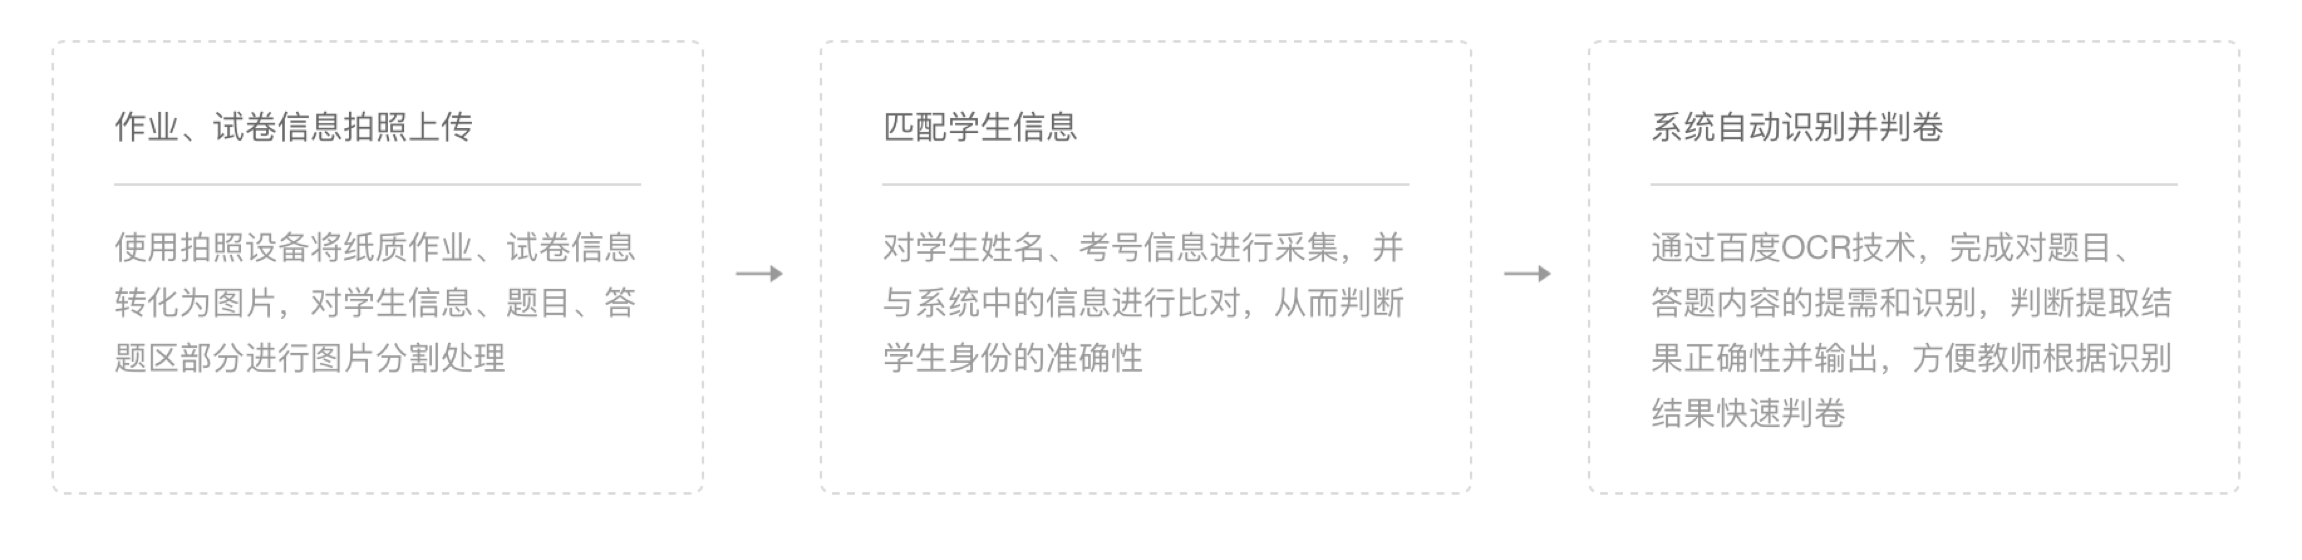 作业、试卷信息拍照上传
使用拍照设备将纸质作业、试卷信息
转化为图片，对学生信息、题目、答
题区部分进行图片分割处理
匹配学生信息
对学生姓名、考号信息进行采集，并
与系统中的信息进行比对，从而判断
学生身份的准确性
系统自动识别并判卷
通过百度OCR技术，完成对题目、
答题内容的提需和识别，判断提取结
果正确性并输出，方便教师根据识别
结果快速判卷